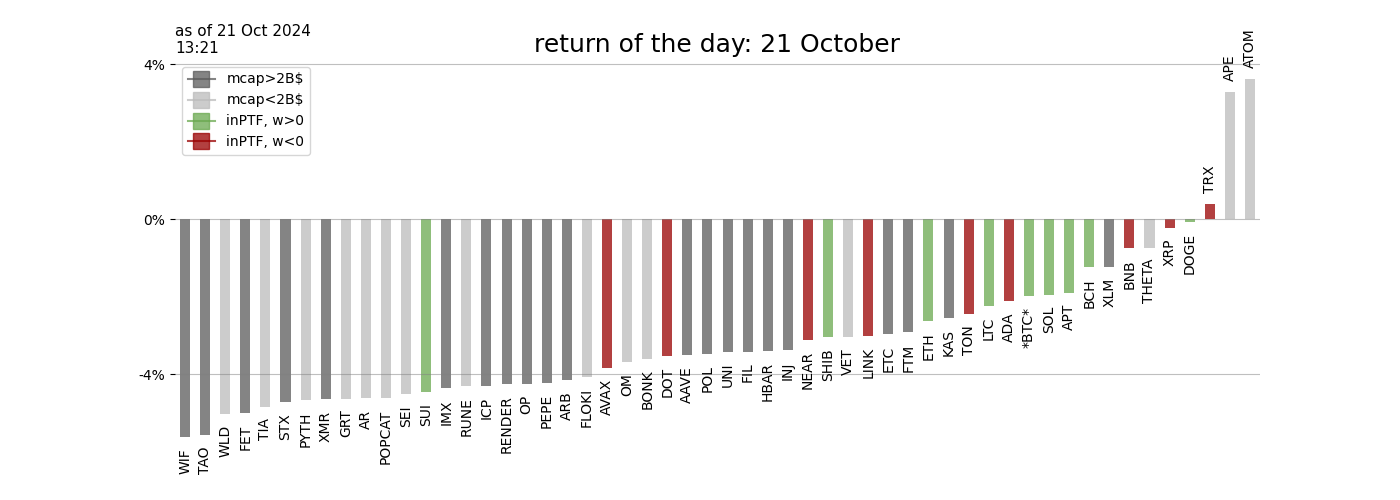 as of 21 Oct 2024
13:21
return of the day: 21 October
4%
0%
-4%
mcap>2B$
mcap<2B$
inPTF, w>0
inPTF, w<0
WIF
TAO
WLD
FET
TIA
STX
PYTH
XMR
GRT
AR
POPCAT
SEI
SUI
IMX
RUNE
ICP
RENDER
OP
PEPE
ARB
FLOKI
AVAX
OM
BONK
DOT
AAVE
POL
UNI
FIL
HBAR
INJ
NEAR
SHIB
VET
LINK
ETC
FTM
ETH
KAS
TON
LTC
ADA
*BTC*
SOL
APT
BCH
XLM
BNB
THETA
XRP
DOGE
TRX
APE
ATOM